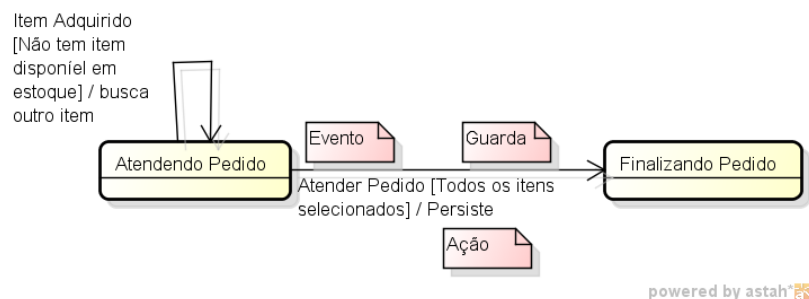 Item Adquirido
[Não tem item
disponíel em
estoque] / busca
outro item
Atendendo Pedido
Evento
Guarda
Finalizando Pedido
Atender Pedido [Todos os itens
selecionados] / Persiste
Ação
powered by astah*